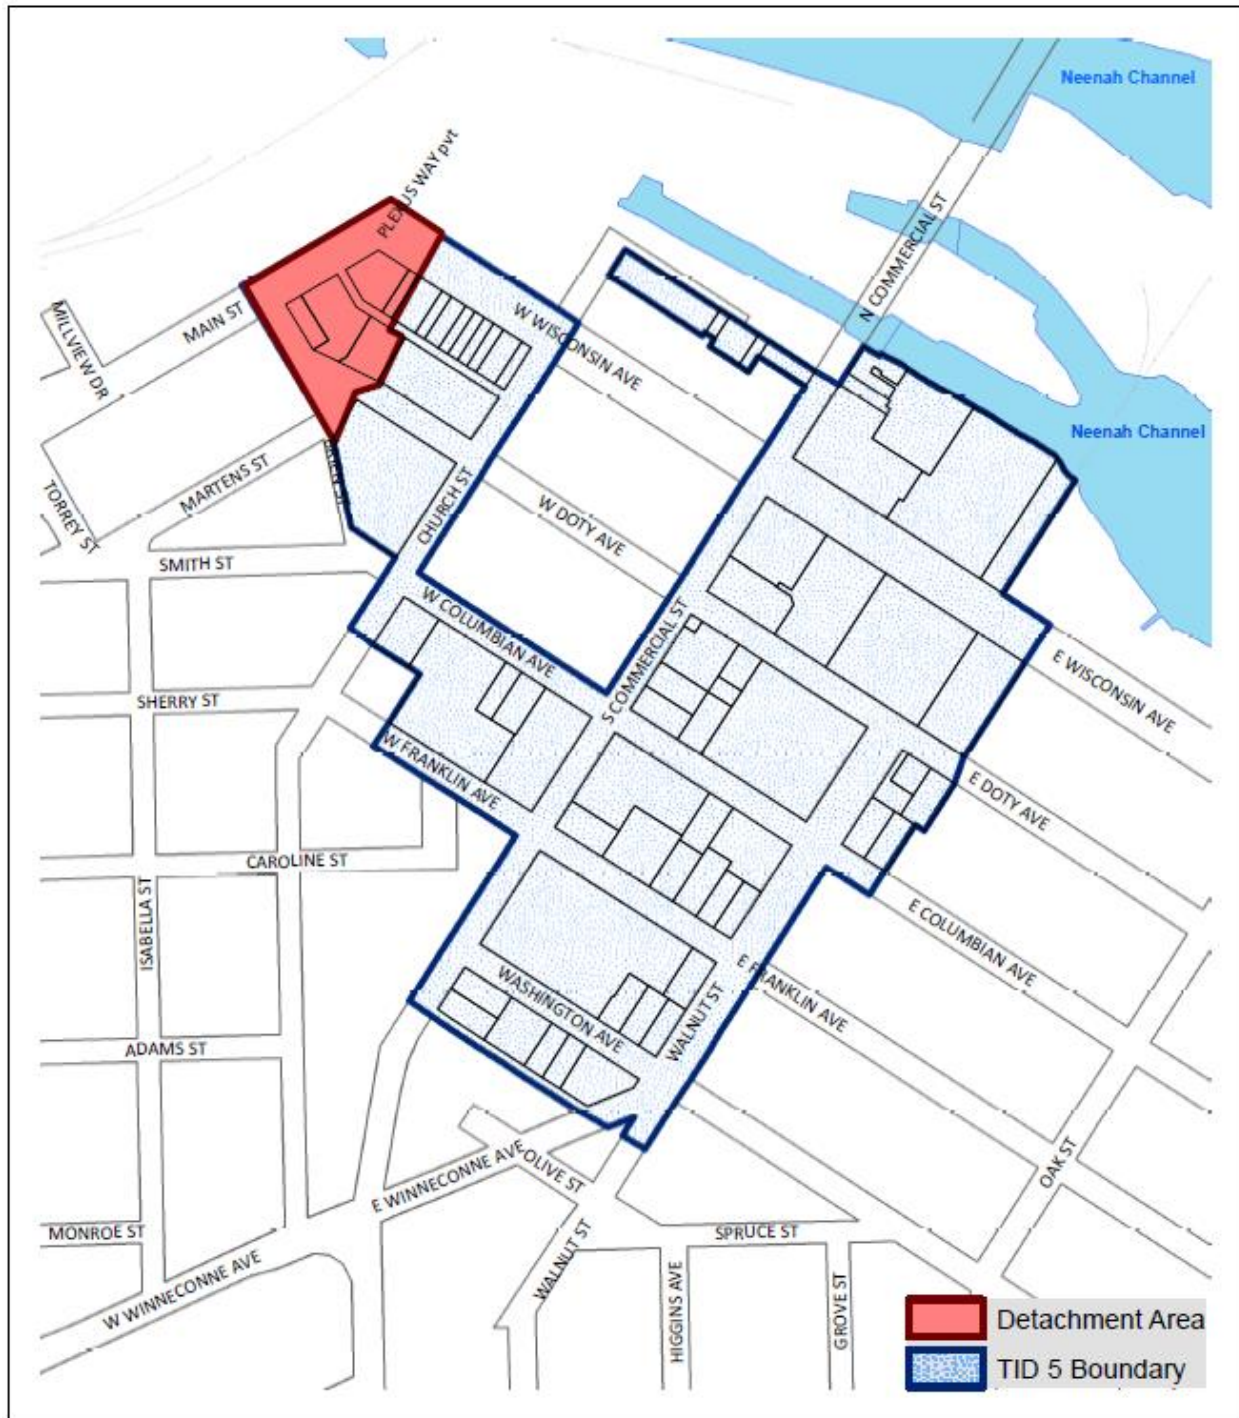 Neenah Channel
PLEXUS WAY pvt
N COMMERCIAL ST
MAIN ST
MILLVIEW DR
W WISCONSIN AVE
Neenah Channel
MARTENS ST
TORREY ST
CHURCH ST
W DOTY AVE
SMITH ST
W COLUMBIAN AVE
S COMMERCIAL ST
E WISCONSIN AVE
SHERRY ST
W FRANKLIN AVE
E DOTY AVE
CAROLINE ST
ISABELLA ST
E COLUMBIAN AVE
E FRANKLIN AVE
WASHINGTON AVE
WALNUT ST
ADAMS ST
E WINNECONNE AVE
OLIVE ST
OAK ST
MONROE ST
W WINNECONNE AVE
WALNUT ST
SPRUCE ST
HIGGINS AVE
GROVE ST
Detachment Area
TID 5 Boundary